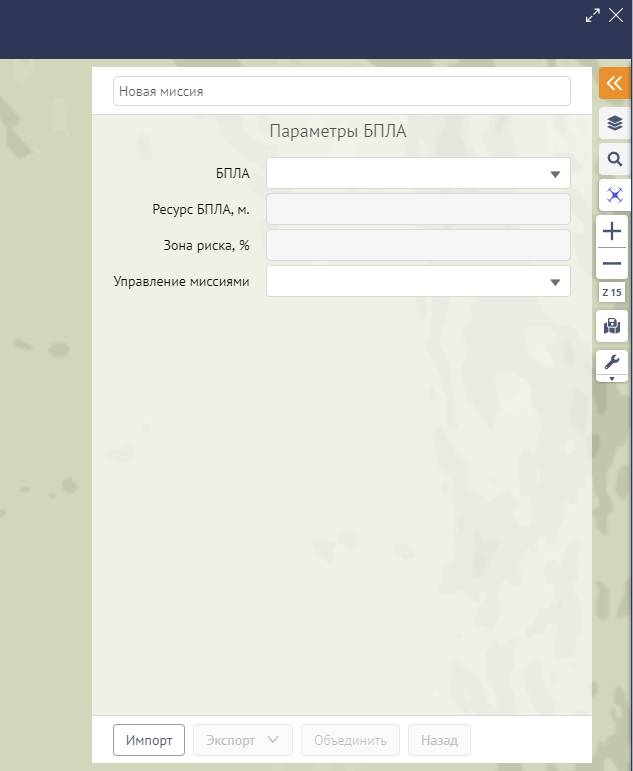 Новая миссия
Параметры БПЛА
БПЛА
Ресурс БПЛА, м.
Зона риска, %
Управление миссиями
Z 15
Импорт Экспорт Объединить Назад